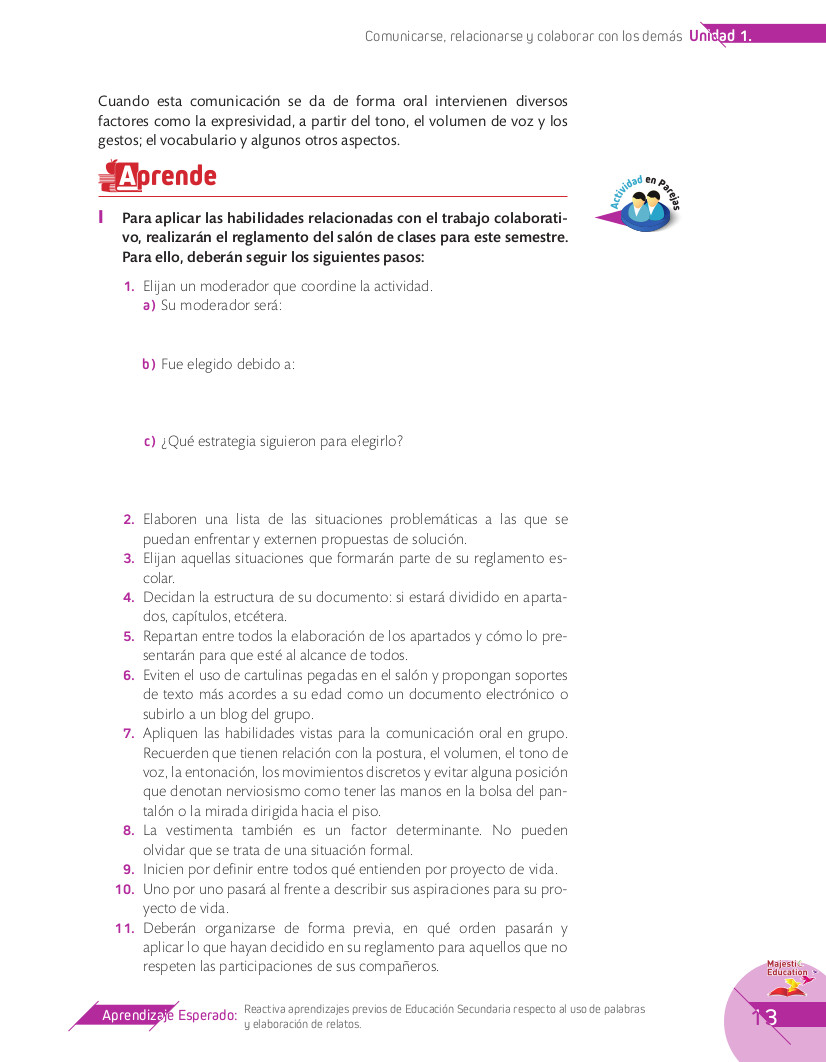 Comunicarse, relacionarse y colaborar con los demás Unidad 1.
Cuando esta comunicación se da de forma oral intervienen diversos
factores como la expresividad, a partir del tono, el volumen de voz y los
gestos; el vocabulario y algunos otros aspectos.
Aprende
Actividad en Parejas
I Para aplicar las habilidades relacionadas con el trabajo colaborati-
vo, realizarán el reglamento del salón de clases para este semestre.
Para ello, deberán seguir los siguientes pasos:
1. Elijan un moderador que coordine la actividad.
a) Su moderador será:
b) Fue elegido debido a:
c) ¿Qué estrategia siguieron para elegirlo?
2. Elaboren una lista de las situaciones problemáticas a las que se
puedan enfrentar y externen propuestas de solución.
3. Elijan aquellas situaciones que formarán parte de su reglamento es-
colar.
4. Decidan la estructura de su documento: si estará dividido en aparta-
dos, capítulos, etcétera.
5. Repartan entre todos la elaboración de los apartados y cómo lo pre-
sentarán para que esté al alcance de todos.
6. Eviten el uso de cartulinas pegadas en el salón y propongan soportes
de texto más acordes a su edad como un documento electrónico o
subirlo a un blog del grupo.
7. Apliquen las habilidades vistas para la comunicación oral en grupo.
Recuerden que tienen relación con la postura, el volumen, el tono de
voz, la entonación, los movimientos discretos y evitar alguna posición
que denotan nerviosismo como tener las manos en la bolsa del pan-
talón o la mirada dirigida hacia el piso.
8. La vestimenta también es un factor determinante. No pueden
olvidar que se trata de una situación formal.
9. Inicien por definir entre todos qué entienden por proyecto de vida.
10. Uno por uno pasará al frente a describir sus aspiraciones para su pro-
yecto de vida.
11. Deberán organizarse de forma previa, en qué orden pasarán y
aplicar lo que hayan decidido en su reglamento para aquellos que no
respeten las participaciones de sus compañeros.
Majestic
Education
Aprendizaje Esperado: Reactiva aprendizajes previos de Educación Secundaria respecto al uso de palabras
y elaboración de relatos.
13